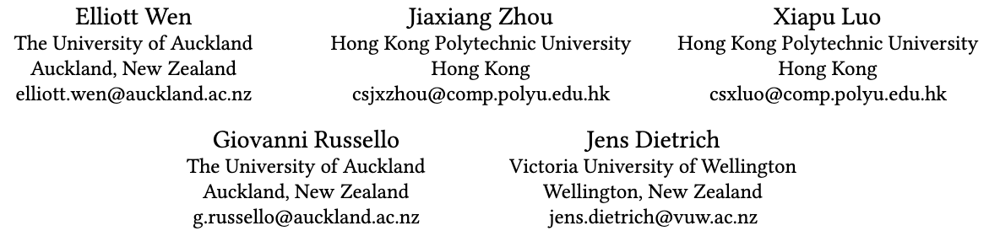 Elliott Wen
The University of Auckland
Auckland, New Zealand
elliott.wen@auckland.ac.nz
Jiaxiang Zhou
Hong Kong Polytechnic University
Hong Kong
csjxzhou@comp.polyu.edu.hk
Xiapu Luo
Hong Kong Polytechnic University
Hong Kong
csxluo@comp.polyu.edu.hk
Giovanni Russello
The University of Auckland
Auckland, New Zealand
g.russello@auckland.ac.nz
Jens Dietrich
Victoria University of Wellington
Wellington, New Zealand
jens.dietrich@vuw.ac.nz